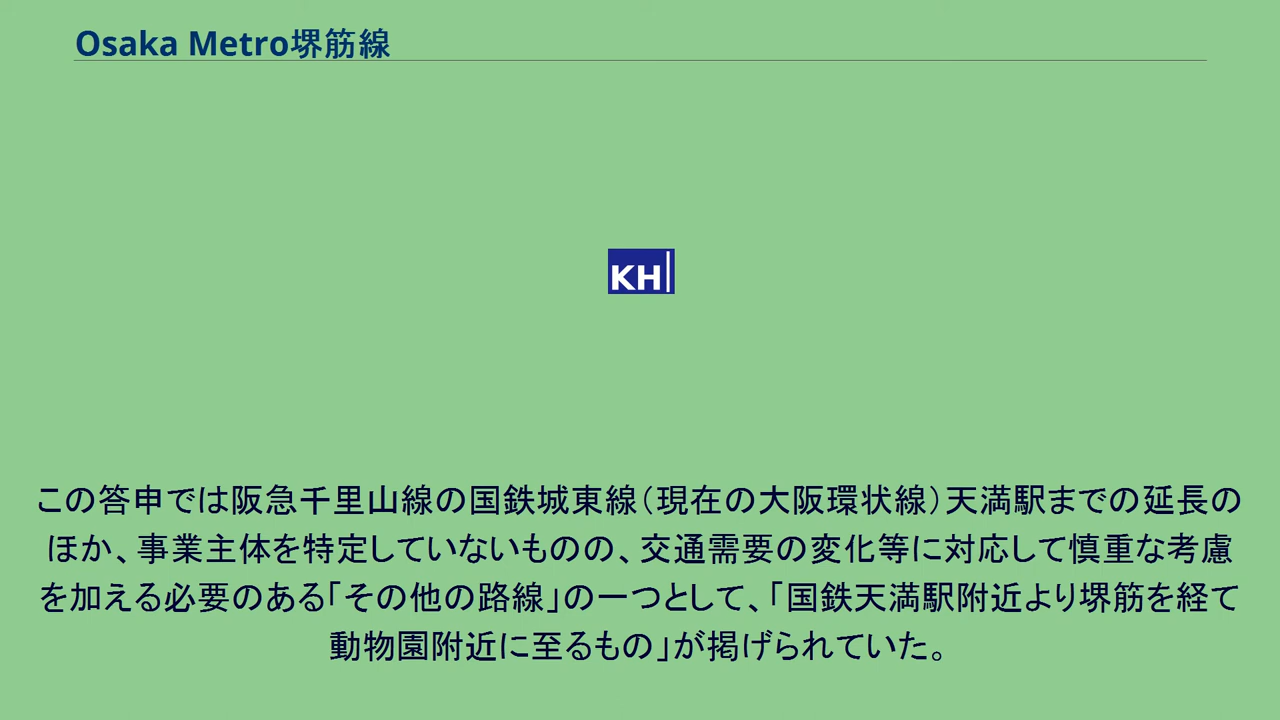 Osaka Metro堺筋線
KH
この答申では阪急千里山線の国鉄城東線（現在の大阪環状線）天満駅までの延長の
ほか、事業主体を特定していないものの、交通需要の変化等に対応して慎重な考慮
を加える必要のある「その他の路線」の一つとして、「国鉄天満駅附近より堺筋を経て
動物園附近に至るもの」が掲げられていた。